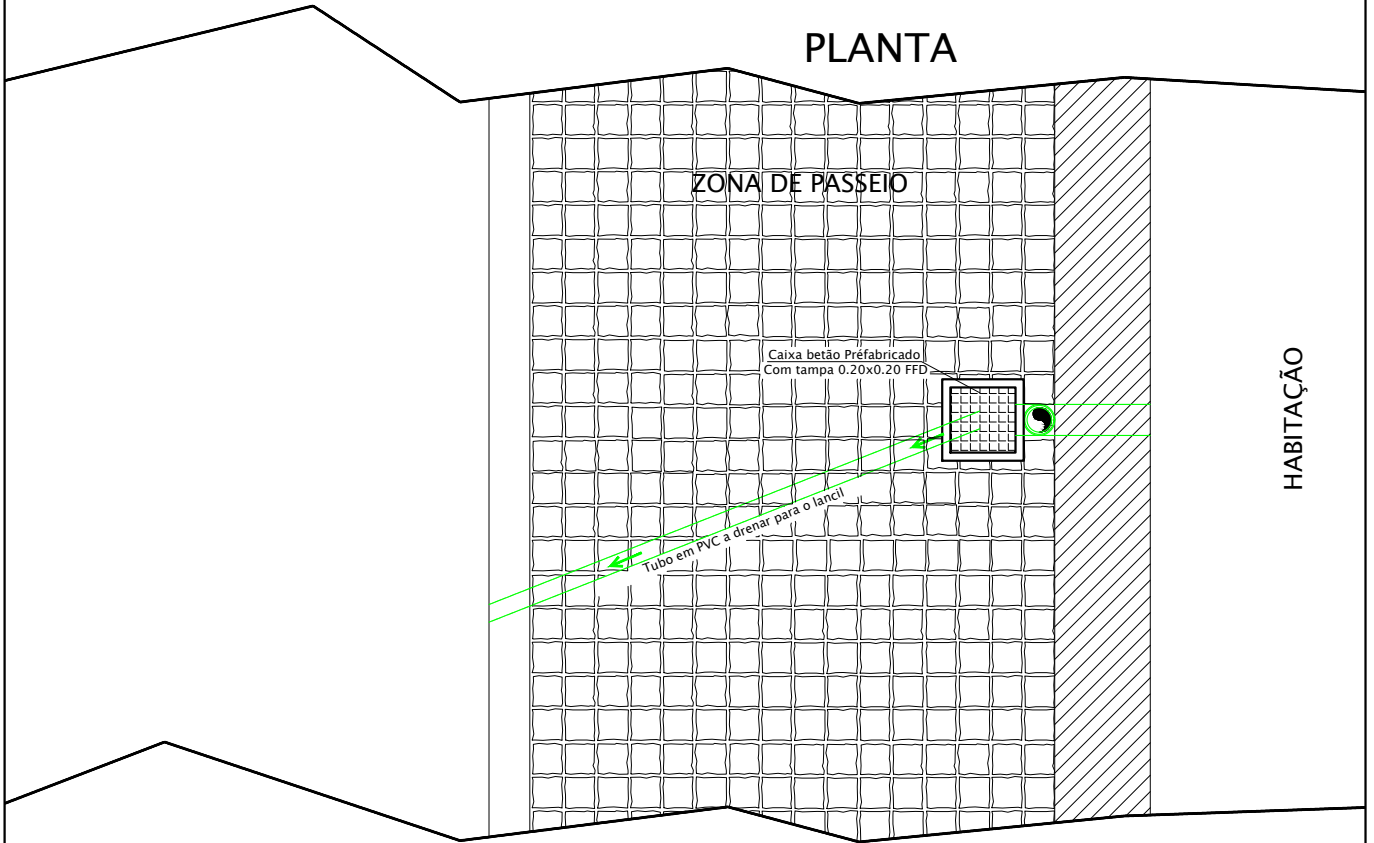 PLANTA
ZONA DE PASSEIO
Caixa betão Préfabricado
Com tampa 0.20x0.20 FFD
HABITAÇÃO
Tubo em PVC a drenar para o lancil